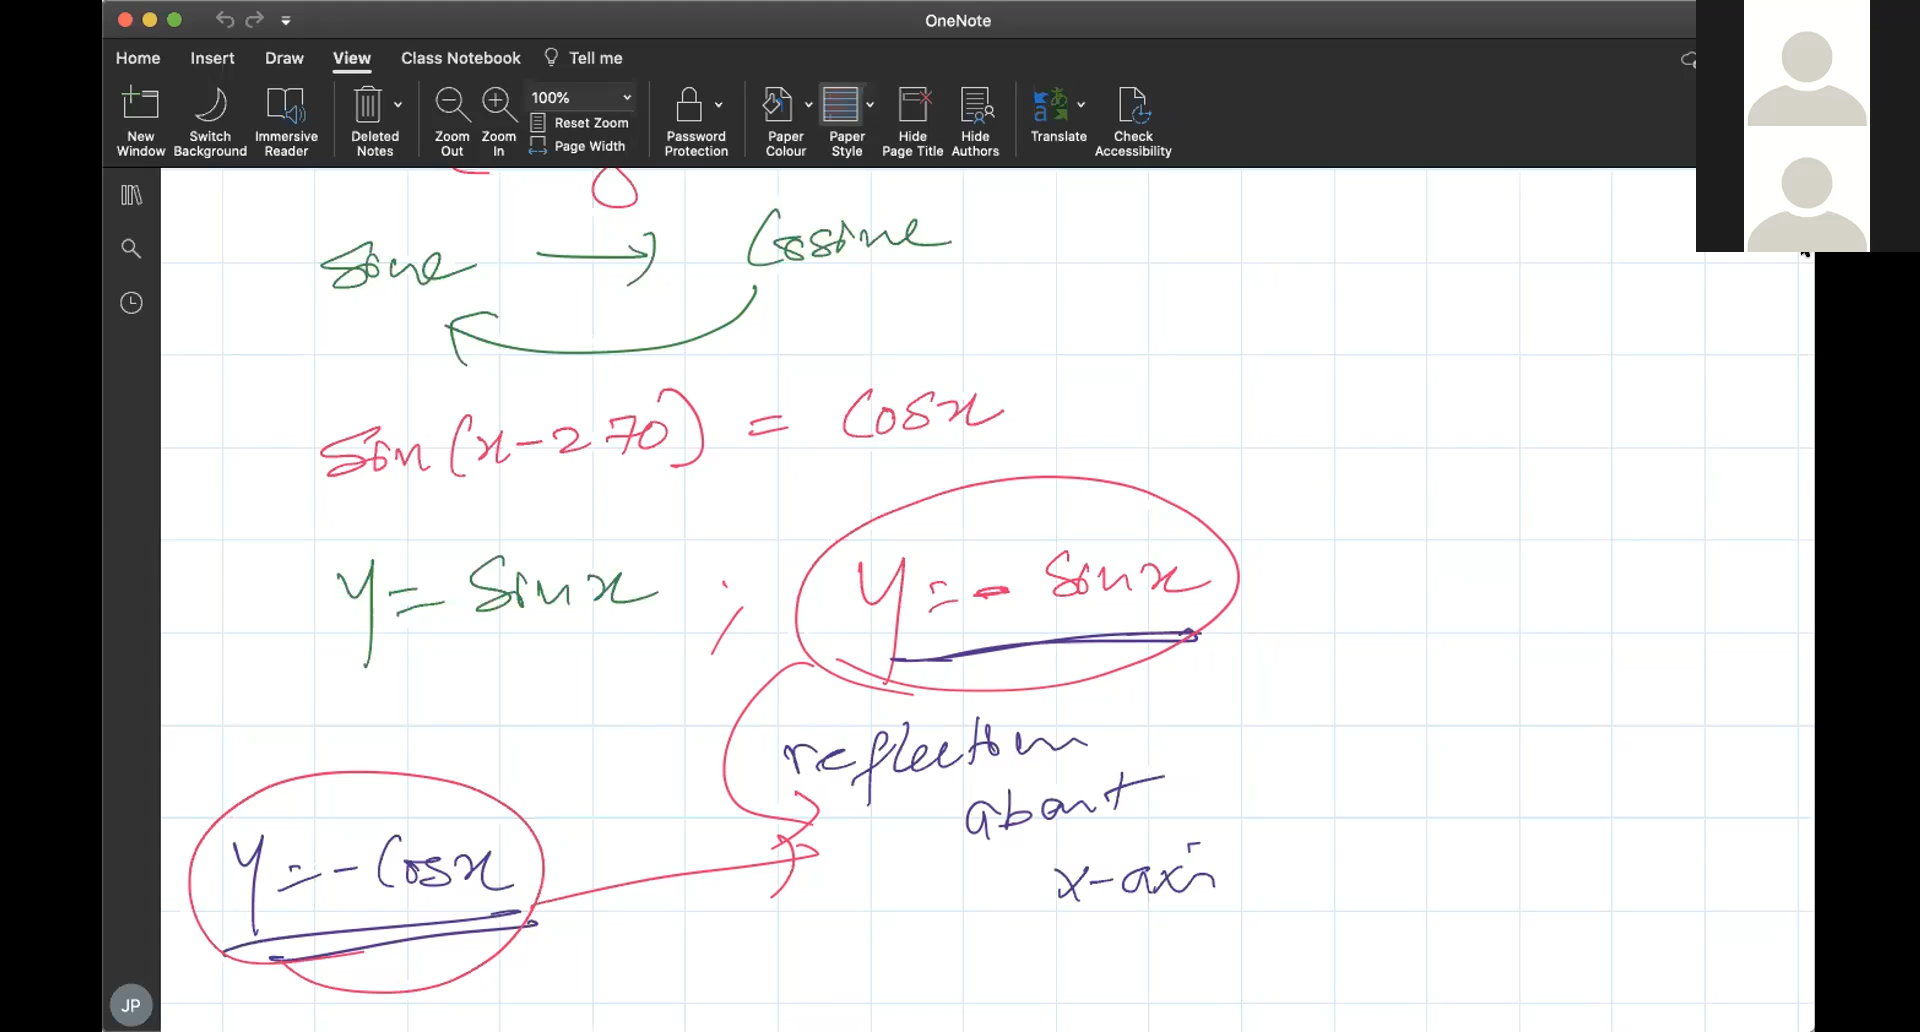 OneNote
Home Insert Draw View Class Notebook Tell me
New Window Switch Background Immersive Reader Deleted Notes Zoom Out Zoom In 100% Reset Zoom Page Width Password Protection Paper Colour Paper Style Hide Page Title Hide Authors Translate Check Accessibility
Sine → Cosine
Sin(x-270°) = Cosx
y = Sinx ; y = - Sinx
reflection
about
x-axis
y = - Cosx
JP